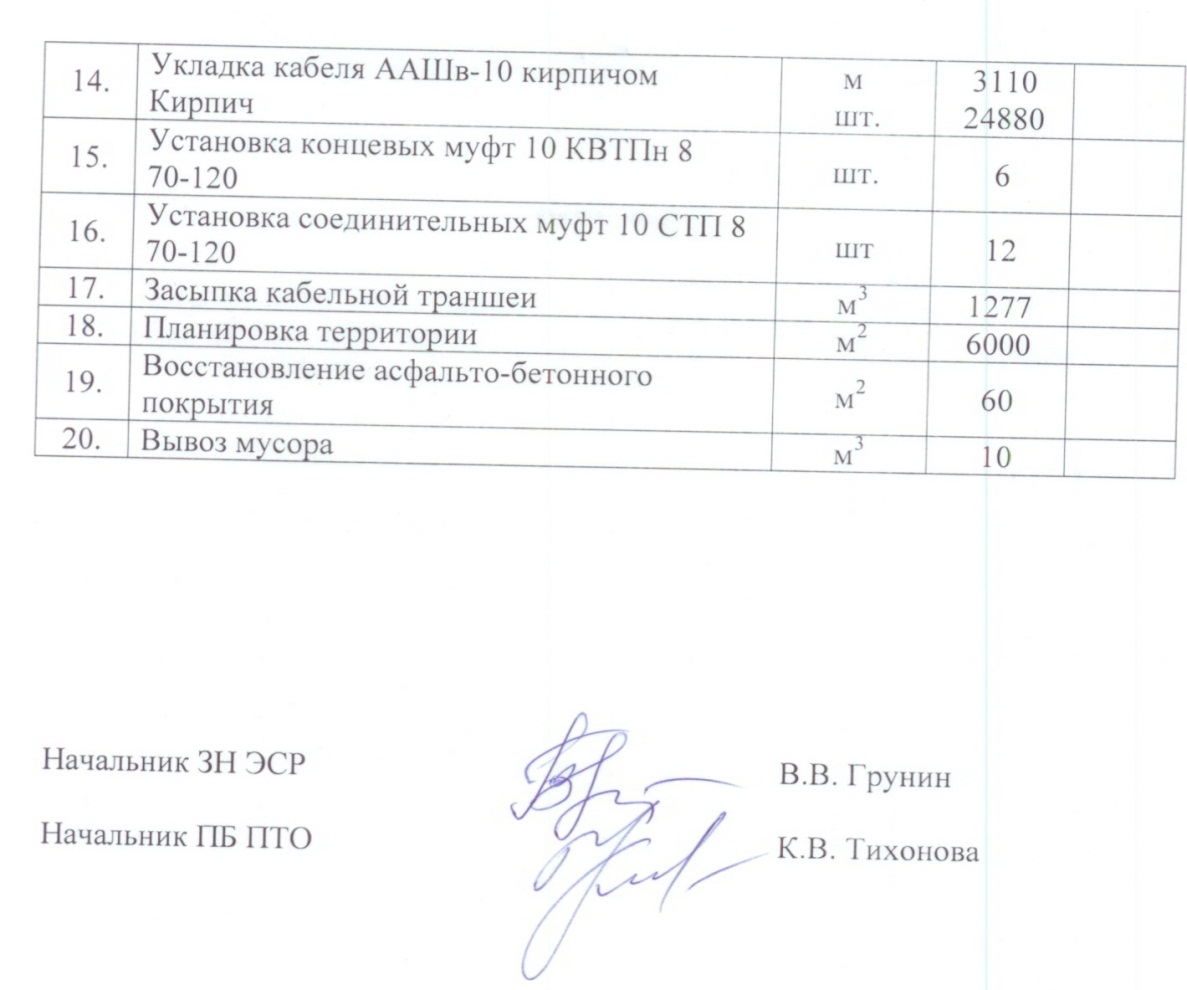 14. Укладка кабеля ААШв-10 кирпичом м 3110
Кирпич шт. 24880
15. Установка концевых муфт 10 КВТПн 8
70-120 шт. 6
16. Установка соединительных муфт 10 СТП 8
70-120 шт 12
17. Засыпка кабельной траншеи м³ 1277
18. Планировка территории м² 6000
19. Восстановление асфальто-бетонного
покрытия м² 60
20. Вывоз мусора м³ 10
Начальник ЗН ЭСР В.В. Грунин
Начальник ПБ ПТО К.В. Тихонова